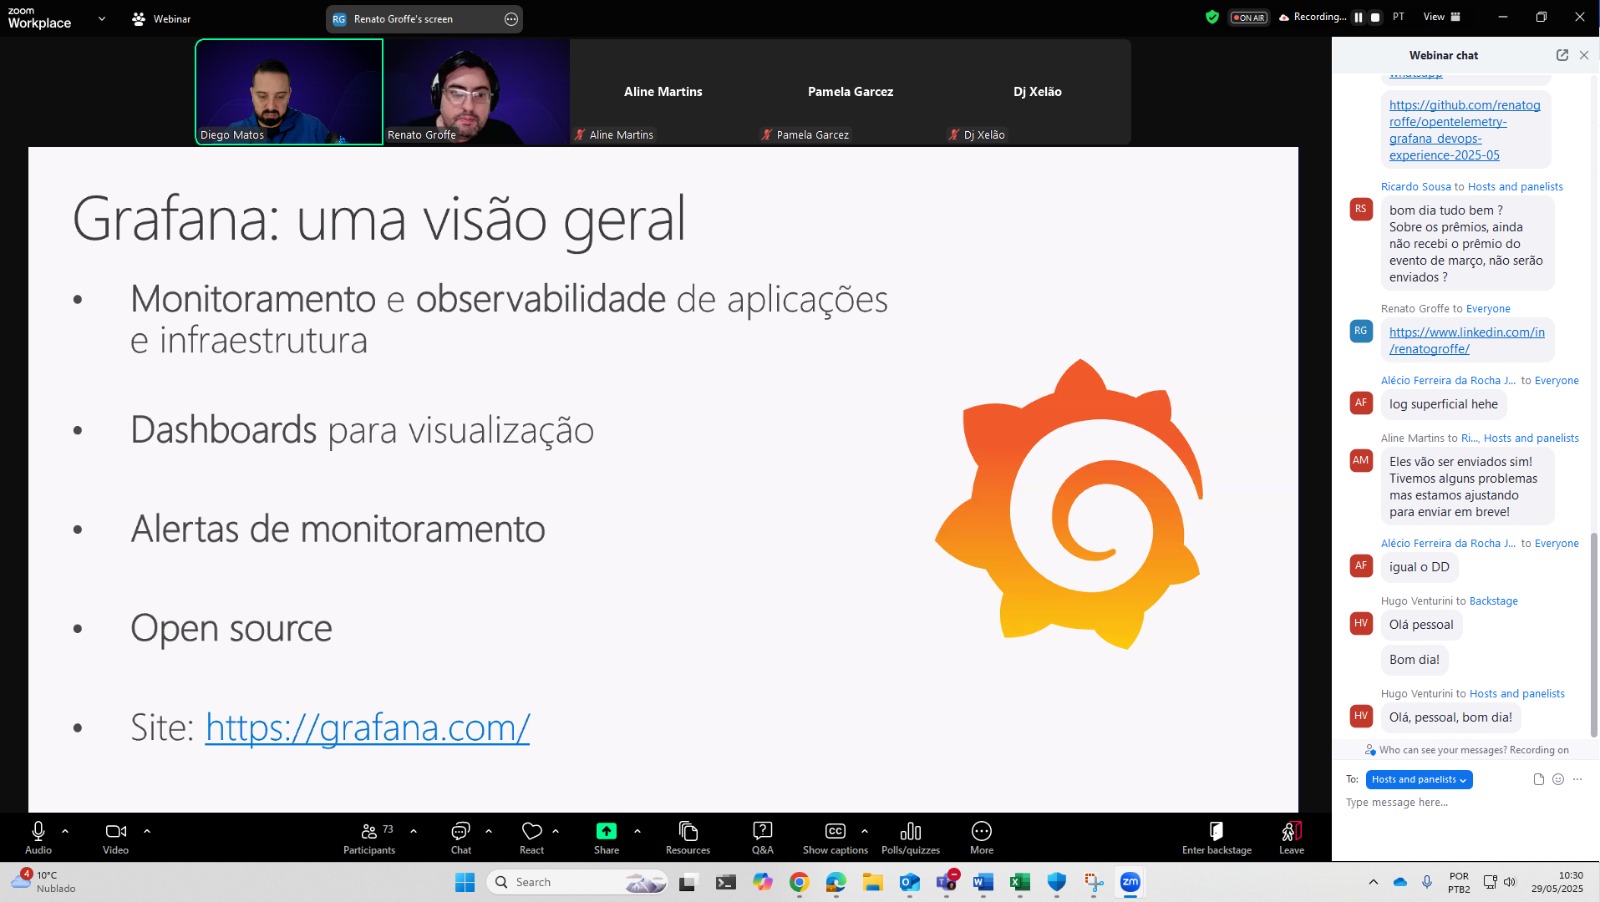 zoom
Workplace
Webinar
RG Renato Groffe's screen
ON AIR
Recording...
PT
View
Diego Matos
Renato Groffe
Aline Martins
Aline Martins
Pamela Garcez
Pamela Garcez
Dj Xelão
Dj Xelão
Grafana: uma visão geral
• Monitoramento e observabilidade de aplicações
e infraestrutura
• Dashboards para visualização
• Alertas de monitoramento
• Open source
• Site: https://grafana.com/
Webinar chat
whatsapp
https://github.com/renatog
roffe/opentelemetry-
grafana_devops-
experience-2025-05
Ricardo Sousa to Hosts and panelists
RS
bom dia tudo bem ?
Sobre os prêmios, ainda
não recebi o prêmio do
evento de março, não serão
enviados ?
Renato Groffe to Everyone
RG
https://www.linkedin.com/in
/renatogroffe/
Alécio Ferreira da Rocha J... to Everyone
AF
log superficial hehe
Aline Martins to Ri..., Hosts and panelists
AM
Eles vão ser enviados sim!
Tivemos alguns problemas
mas estamos ajustando
para enviar em breve!
Alécio Ferreira da Rocha J... to Everyone
AF
igual o DD
Hugo Venturini to Backstage
HV
Olá pessoal
Bom dia!
Hugo Venturini to Hosts and panelists
HV
Olá, pessoal, bom dia!
Who can see your messages? Recording on
To: Hosts and panelists
Type message here...
Audio
Video
Participants 73
Chat
React
Share
Resources
Q&A
CC
Show captions
Polls/quizzes
More
Enter backstage
Leave
4
10°C
Nublado
Search
zm
POR
PTB2
10:30
29/05/2025